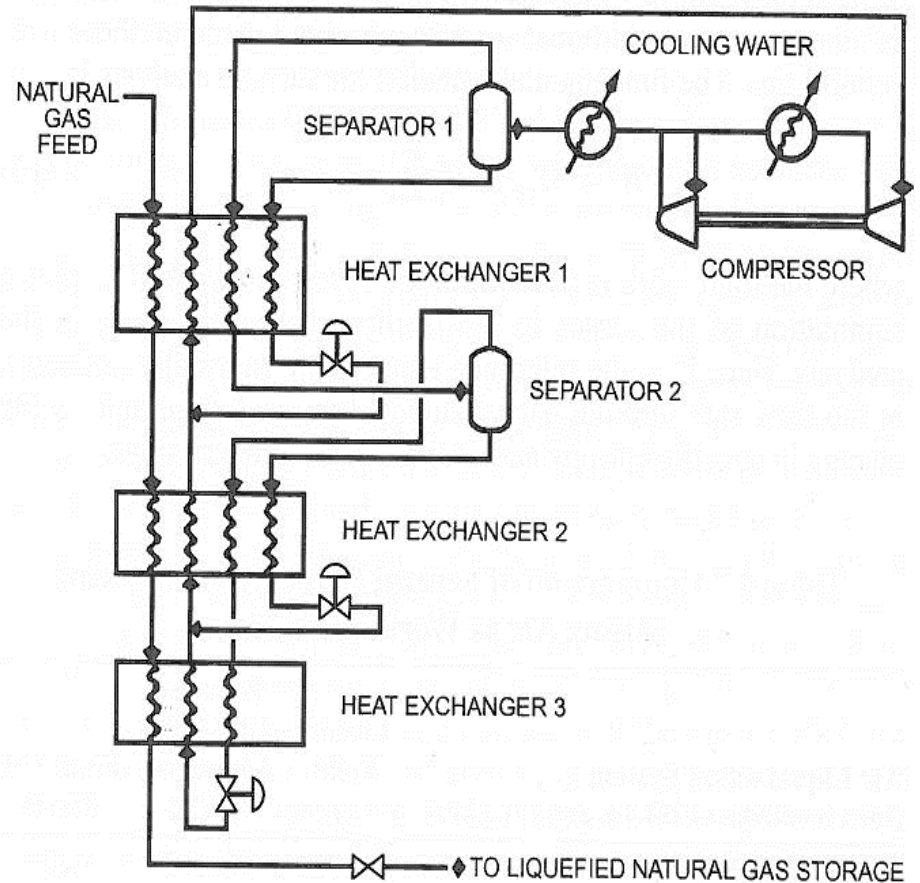 COOLING WATER
NATURAL
GAS
FEED
SEPARATOR 1
HEAT EXCHANGER 1
COMPRESSOR
SEPARATOR 2
HEAT EXCHANGER 2
HEAT EXCHANGER 3
TO LIQUEFIED NATURAL GAS STORAGE